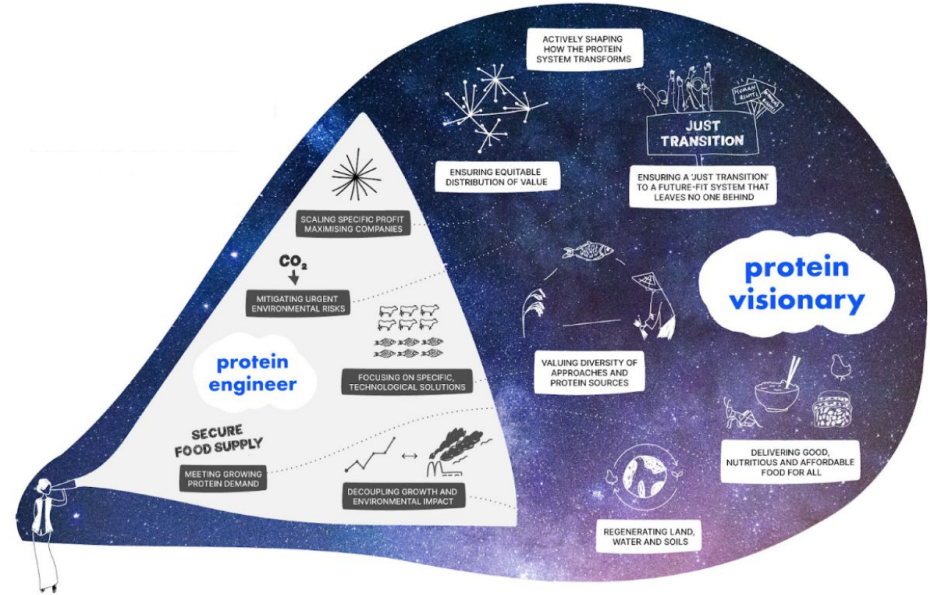 ACTIVELY SHAPING
HOW THE PROTEIN
SYSTEM TRANSFORMS
HUMAN
RIGHTS!
JUST
TRANSITION
ENSURING EQUITABLE
DISTRIBUTION OF VALUE
ENSURING A 'JUST TRANSITION'
TO A FUTURE-FIT SYSTEM THAT
LEAVES NO ONE BEHIND
SCALING SPECIFIC PROFIT
MAXIMISING COMPANIES
CO2
MITIGATING URGENT
ENVIRONMENTAL RISKS
protein
visionary
protein
engineer
FOCUSING ON SPECIFIC,
TECHNOLOGICAL SOLUTIONS
VALUING DIVERSITY OF
APPROACHES AND
PROTEIN SOURCES
SECURE
FOOD SUPPLY
MEETING GROWING
PROTEIN DEMAND
DECOUPLING GROWTH AND
ENVIRONMENTAL IMPACT
DELIVERING GOOD,
NUTRITIOUS AND AFFORDABLE
FOOD FOR ALL
REGENERATING LAND,
WATER AND SOILS